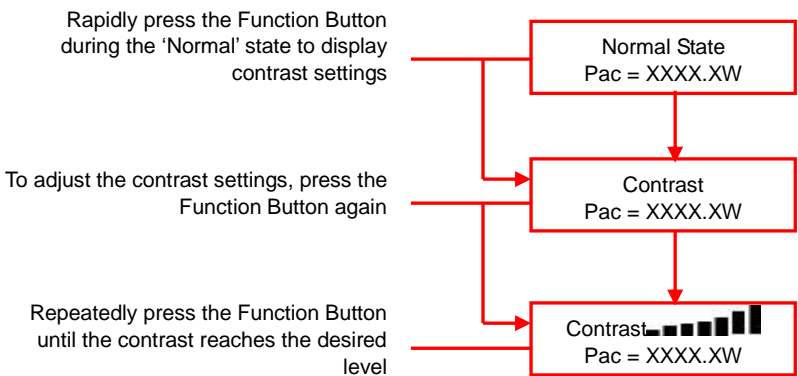 Rapidly press the Function Button
during the ‘Normal’ state to display
contrast settings
Normal State
Pac = XXXX.XW
To adjust the contrast settings, press the
Function Button again
Contrast
Pac = XXXX.XW
Repeatedly press the Function Button
until the contrast reaches the desired
level
Contrast
Pac = XXXX.XW